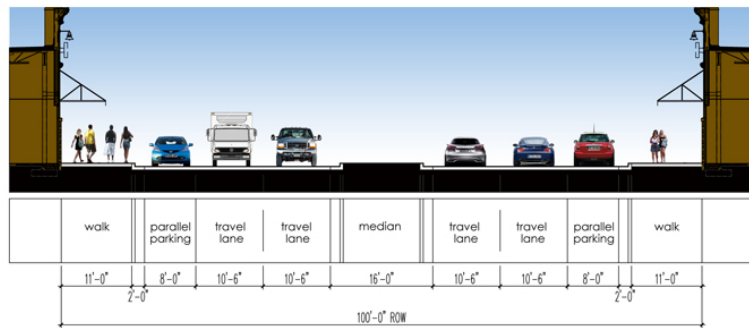 walk
parallel
parking
travel
lane
travel
lane
median
travel
lane
travel
lane
parallel
parking
walk
11'-0" 8'-0" 10'-6" 10'-6" 16'-0" 10'-6" 10'-6" 8'-0" 11'-0"
2'-0" 2'-0"
100'-0" ROW